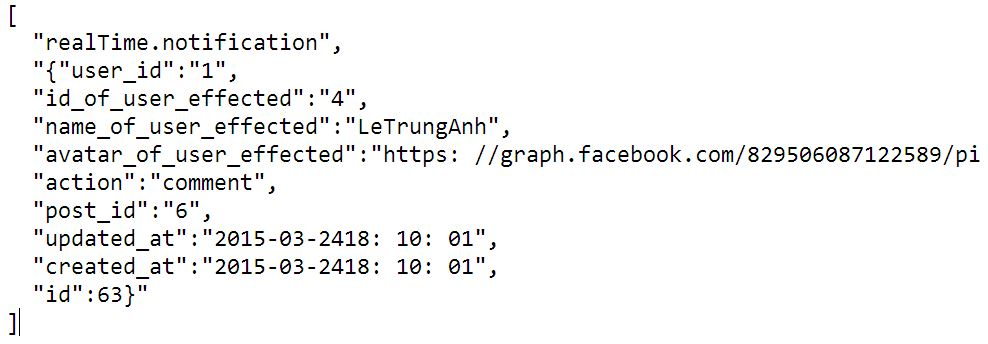 [
"realTime.notification",
"{"user_id":"1",
"id_of_user_effected":"4",
"name_of_user_effected":"LeTrungAnh",
"avatar_of_user_effected":"https: //graph.facebook.com/829506087122589/pi
"action":"comment",
"post_id":"6",
"updated_at":"2015-03-2418: 10: 01",
"created_at":"2015-03-2418: 10: 01",
"id":63}"
]